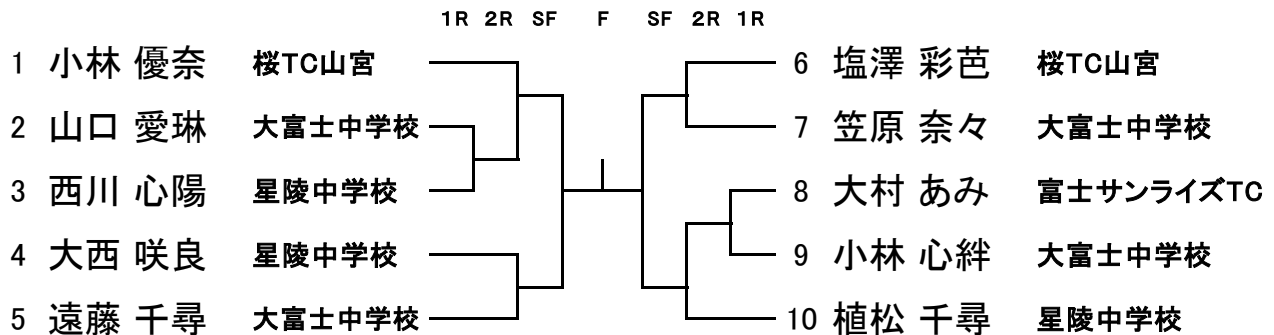 1R 2R SF F SF 2R 1R
1 小林 優奈 桜TC山宮 6 塩澤 彩芭 桜TC山宮
2 山口 愛琳 大富士中学校 7 笠原 奈々 大富士中学校
3 西川 心陽 星陵中学校 8 大村 あみ 富士サンライズTC
4 大西 咲良 星陵中学校 9 小林 心絆 大富士中学校
5 遠藤 千尋 大富士中学校 10 植松 千尋 星陵中学校